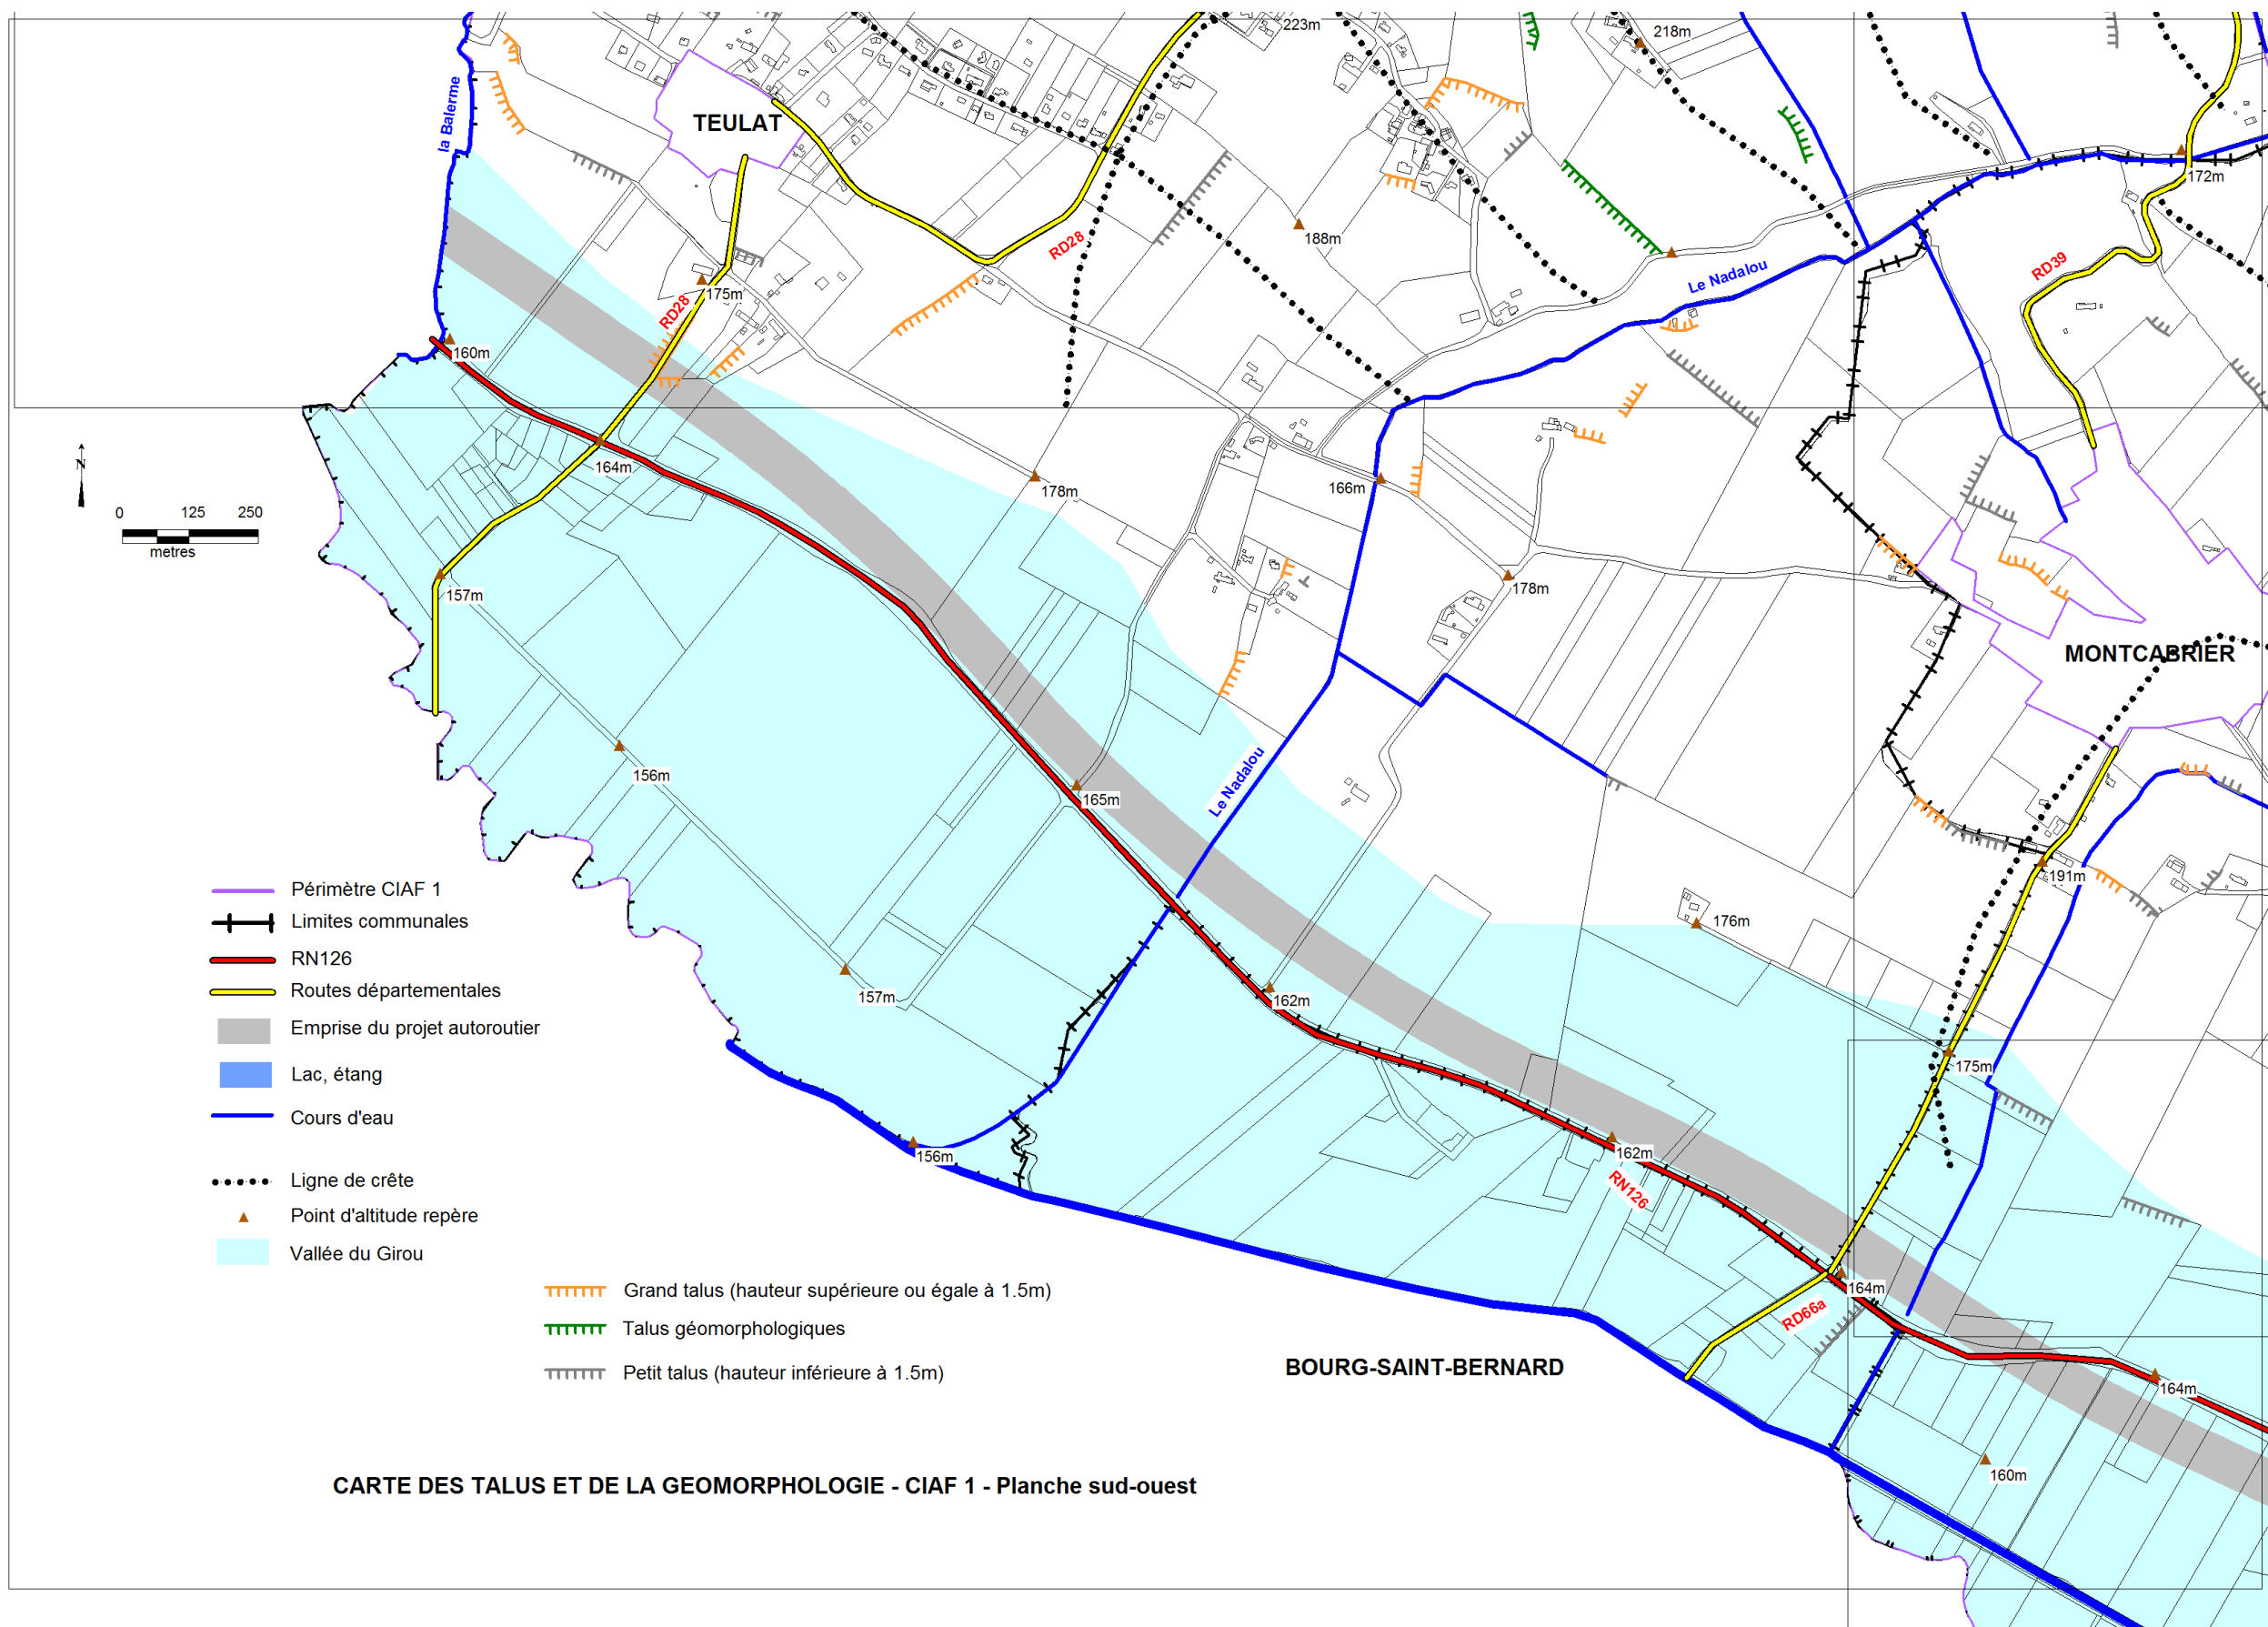 223m
218m
la Balerme
TEULAT
172m
RD28
188m
Le Nadalou
RD39
175m
RD28
160m
164m
178m
166m
N
0 125 250
metres
157m
178m
MONTCABRIER
156m
165m
Le Nadalou
191m
176m
157m
162m
175m
156m
162m
RN126
164m
RD66a
164m
160m
Périmètre CIAF 1
Limites communales
RN126
Routes départementales
Emprise du projet autoroutier
Lac, étang
Cours d'eau
Ligne de crête
Point d'altitude repère
Vallée du Girou
Grand talus (hauteur supérieure ou égale à 1.5m)
Talus géomorphologiques
Petit talus (hauteur inférieure à 1.5m)
BOURG-SAINT-BERNARD
CARTE DES TALUS ET DE LA GEOMORPHOLOGIE - CIAF 1 - Planche sud-ouest